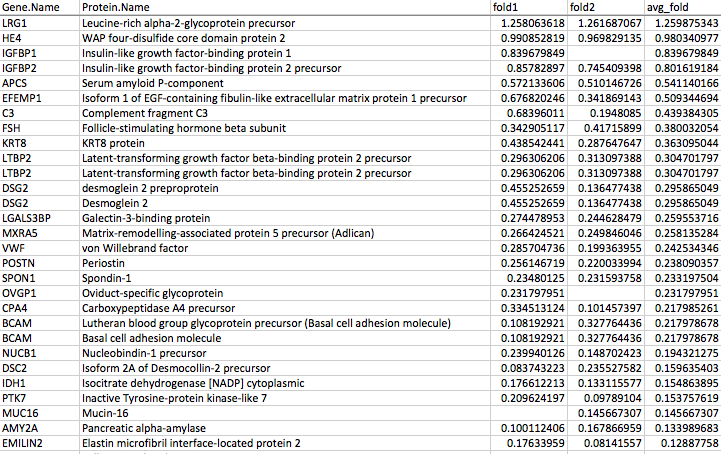 Gene.Name Protein.Name fold1 fold2 avg_fold
LRG1 Leucine-rich alpha-2-glycoprotein precursor 1.258063618 1.261687067 1.259875343
HE4 WAP four-disulfide core domain protein 2 0.990852819 0.969829135 0.980340977
IGFBP1 Insulin-like growth factor-binding protein 1 0.839679849 0.839679849
IGFBP2 Insulin-like growth factor-binding protein 2 precursor 0.85782897 0.745409398 0.801619184
APCS Serum amyloid P-component 0.572133606 0.510146726 0.541140166
EFEMP1 Isoform 1 of EGF-containing fibulin-like extracellular matrix protein 1 precursor 0.676820246 0.341869143 0.509344694
C3 Complement fragment C3 0.68396011 0.1948085 0.439384305
FSH Follicle-stimulating hormone beta subunit 0.342905117 0.41715899 0.380032054
KRT8 KRT8 protein 0.438542441 0.287647647 0.363095044
LTBP2 Latent-transforming growth factor beta-binding protein 2 precursor 0.296306206 0.313097388 0.304701797
LTBP2 Latent-transforming growth factor beta-binding protein 2 precursor 0.296306206 0.313097388 0.304701797
DSG2 desmoglein 2 preproprotein 0.455252659 0.136477438 0.295865049
DSG2 Desmoglein 2 0.455252659 0.136477438 0.295865049
LGALS3BP Galectin-3-binding protein 0.274478953 0.244628479 0.259553716
MXRA5 Matrix-remodelling-associated protein 5 precursor (Adlican) 0.266424521 0.249846046 0.258135284
VWF von Willebrand factor 0.285704736 0.199363955 0.242534346
POSTN Periostin 0.256146719 0.220033994 0.238090357
SPON1 Spondin-1 0.23480125 0.231593758 0.233197504
OVGP1 Oviduct-specific glycoprotein 0.231797951 0.231797951
CPA4 Carboxypeptidase A4 precursor 0.334513124 0.101457397 0.217985261
BCAM Lutheran blood group glycoprotein precursor (Basal cell adhesion molecule) 0.108192921 0.327764436 0.217978678
BCAM Basal cell adhesion molecule 0.108192921 0.327764436 0.217978678
NUCB1 Nucleobindin-1 precursor 0.239940126 0.148702423 0.194321275
DSC2 Isoform 2A of Desmocollin-2 precursor 0.083743223 0.235527582 0.159635403
IDH1 Isocitrate dehydrogenase [NADP] cytoplasmic 0.176612213 0.133115577 0.154863895
PTK7 Inactive Tyrosine-protein kinase-like 7 0.209624197 0.09789104 0.153757619
MUC16 Mucin-16 0.145667307 0.145667307
AMY2A Pancreatic alpha-amylase 0.100112406 0.167866959 0.133989683
EMILIN2 Elastin microfibril interface-located protein 2 0.17633959 0.08141557 0.12887758